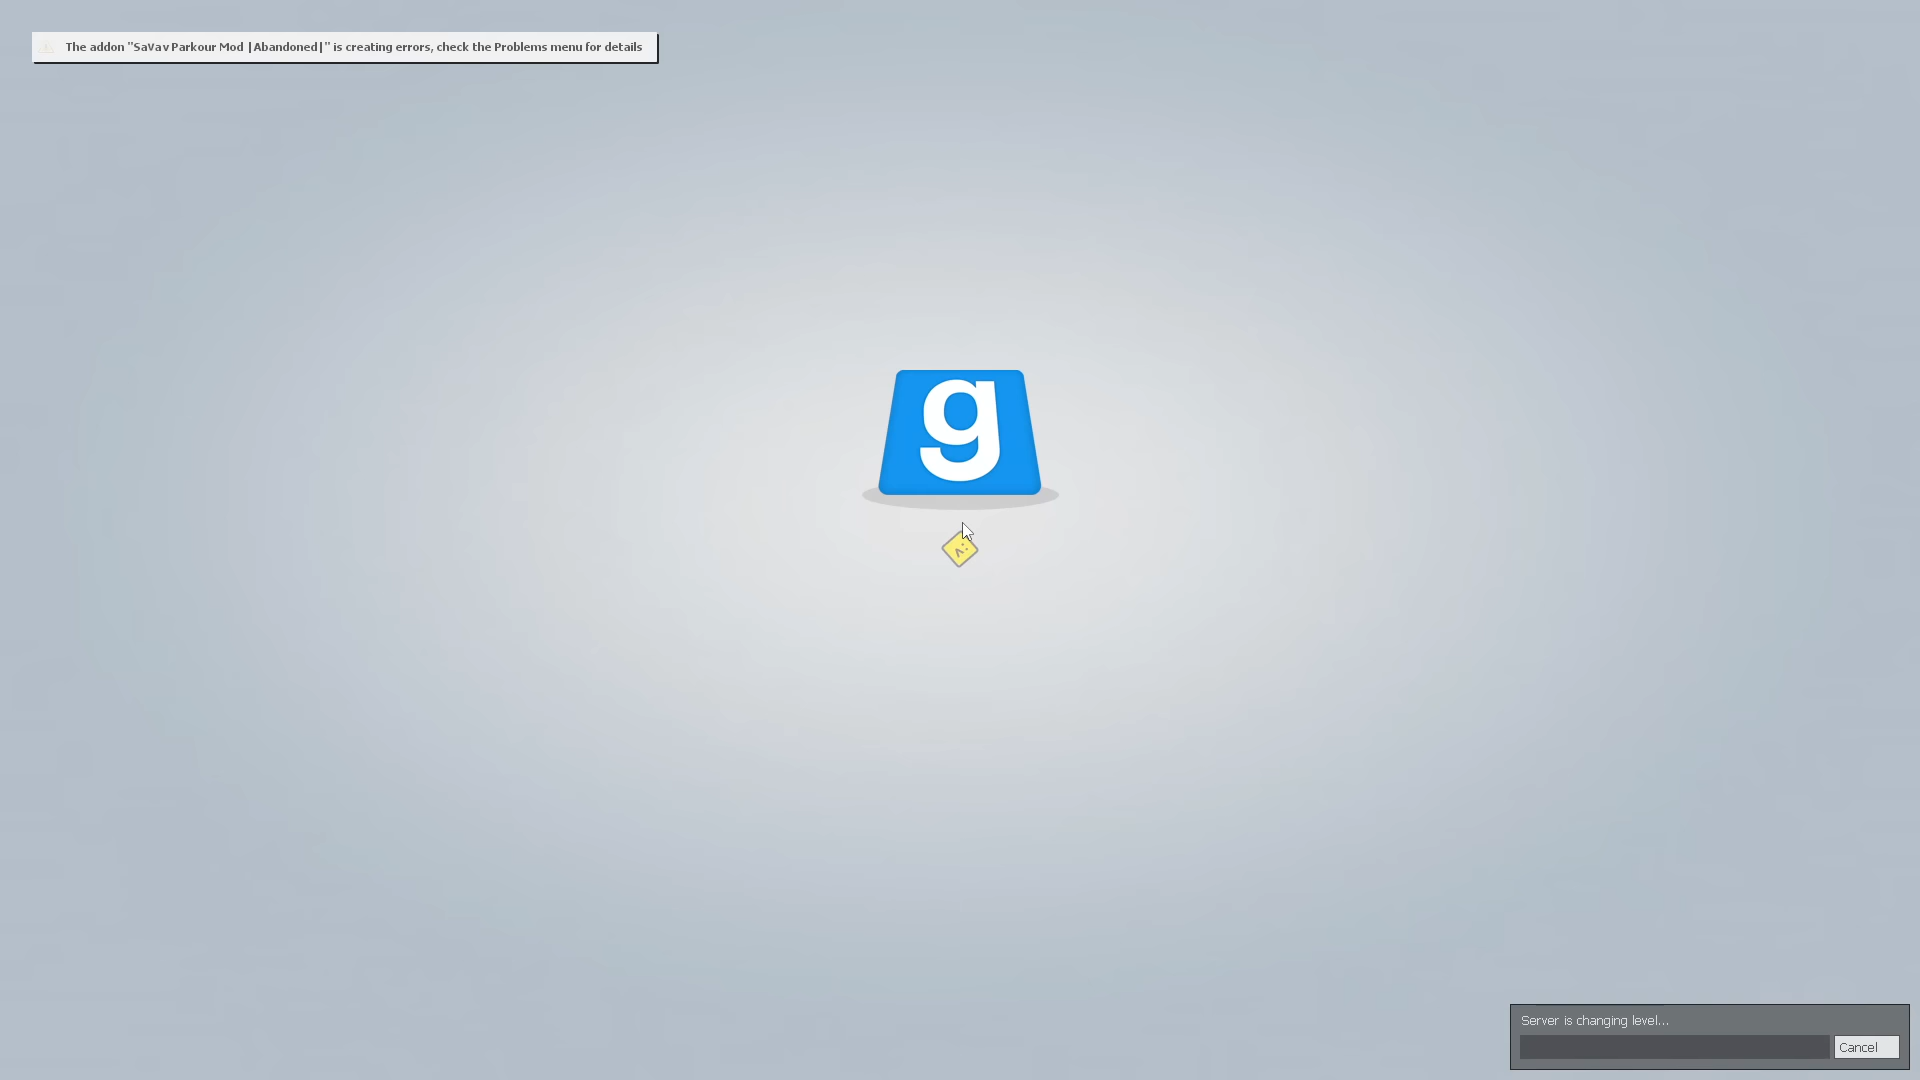 The addon "SaVav Parkour Mod |Abandoned|" is creating errors, check the Problems menu for details
g
Server is changing level...
Cancel